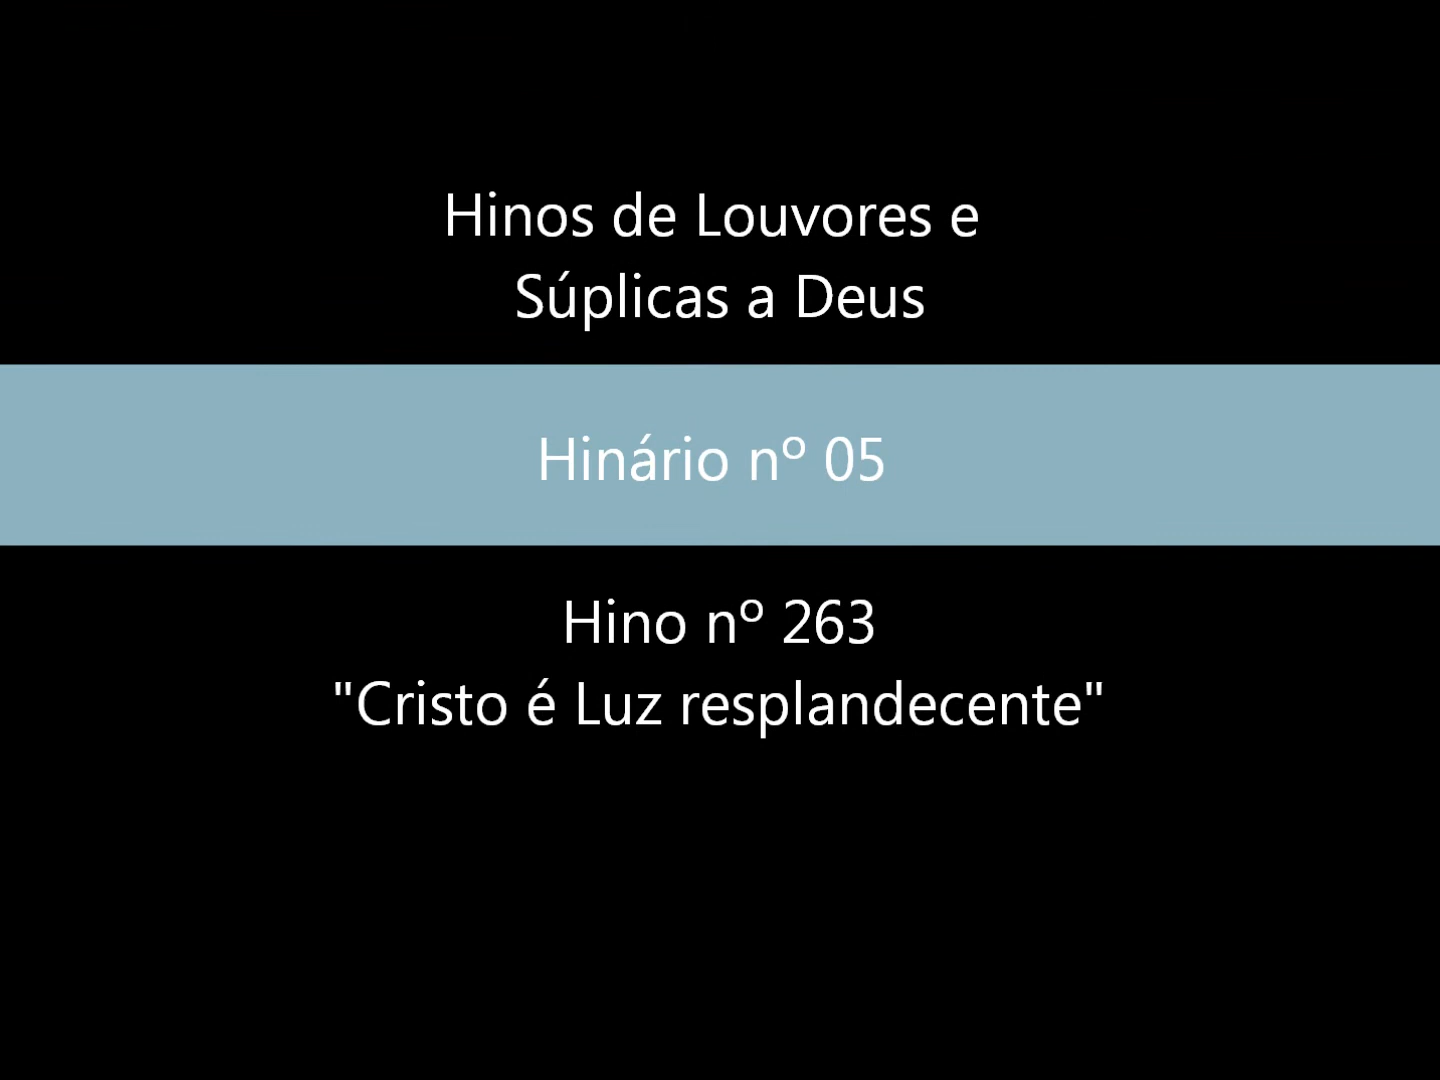 Hinos de Louvores e
Súplicas a Deus
Hinário nº 05
Hino nº 263
"Cristo é Luz resplandecente"